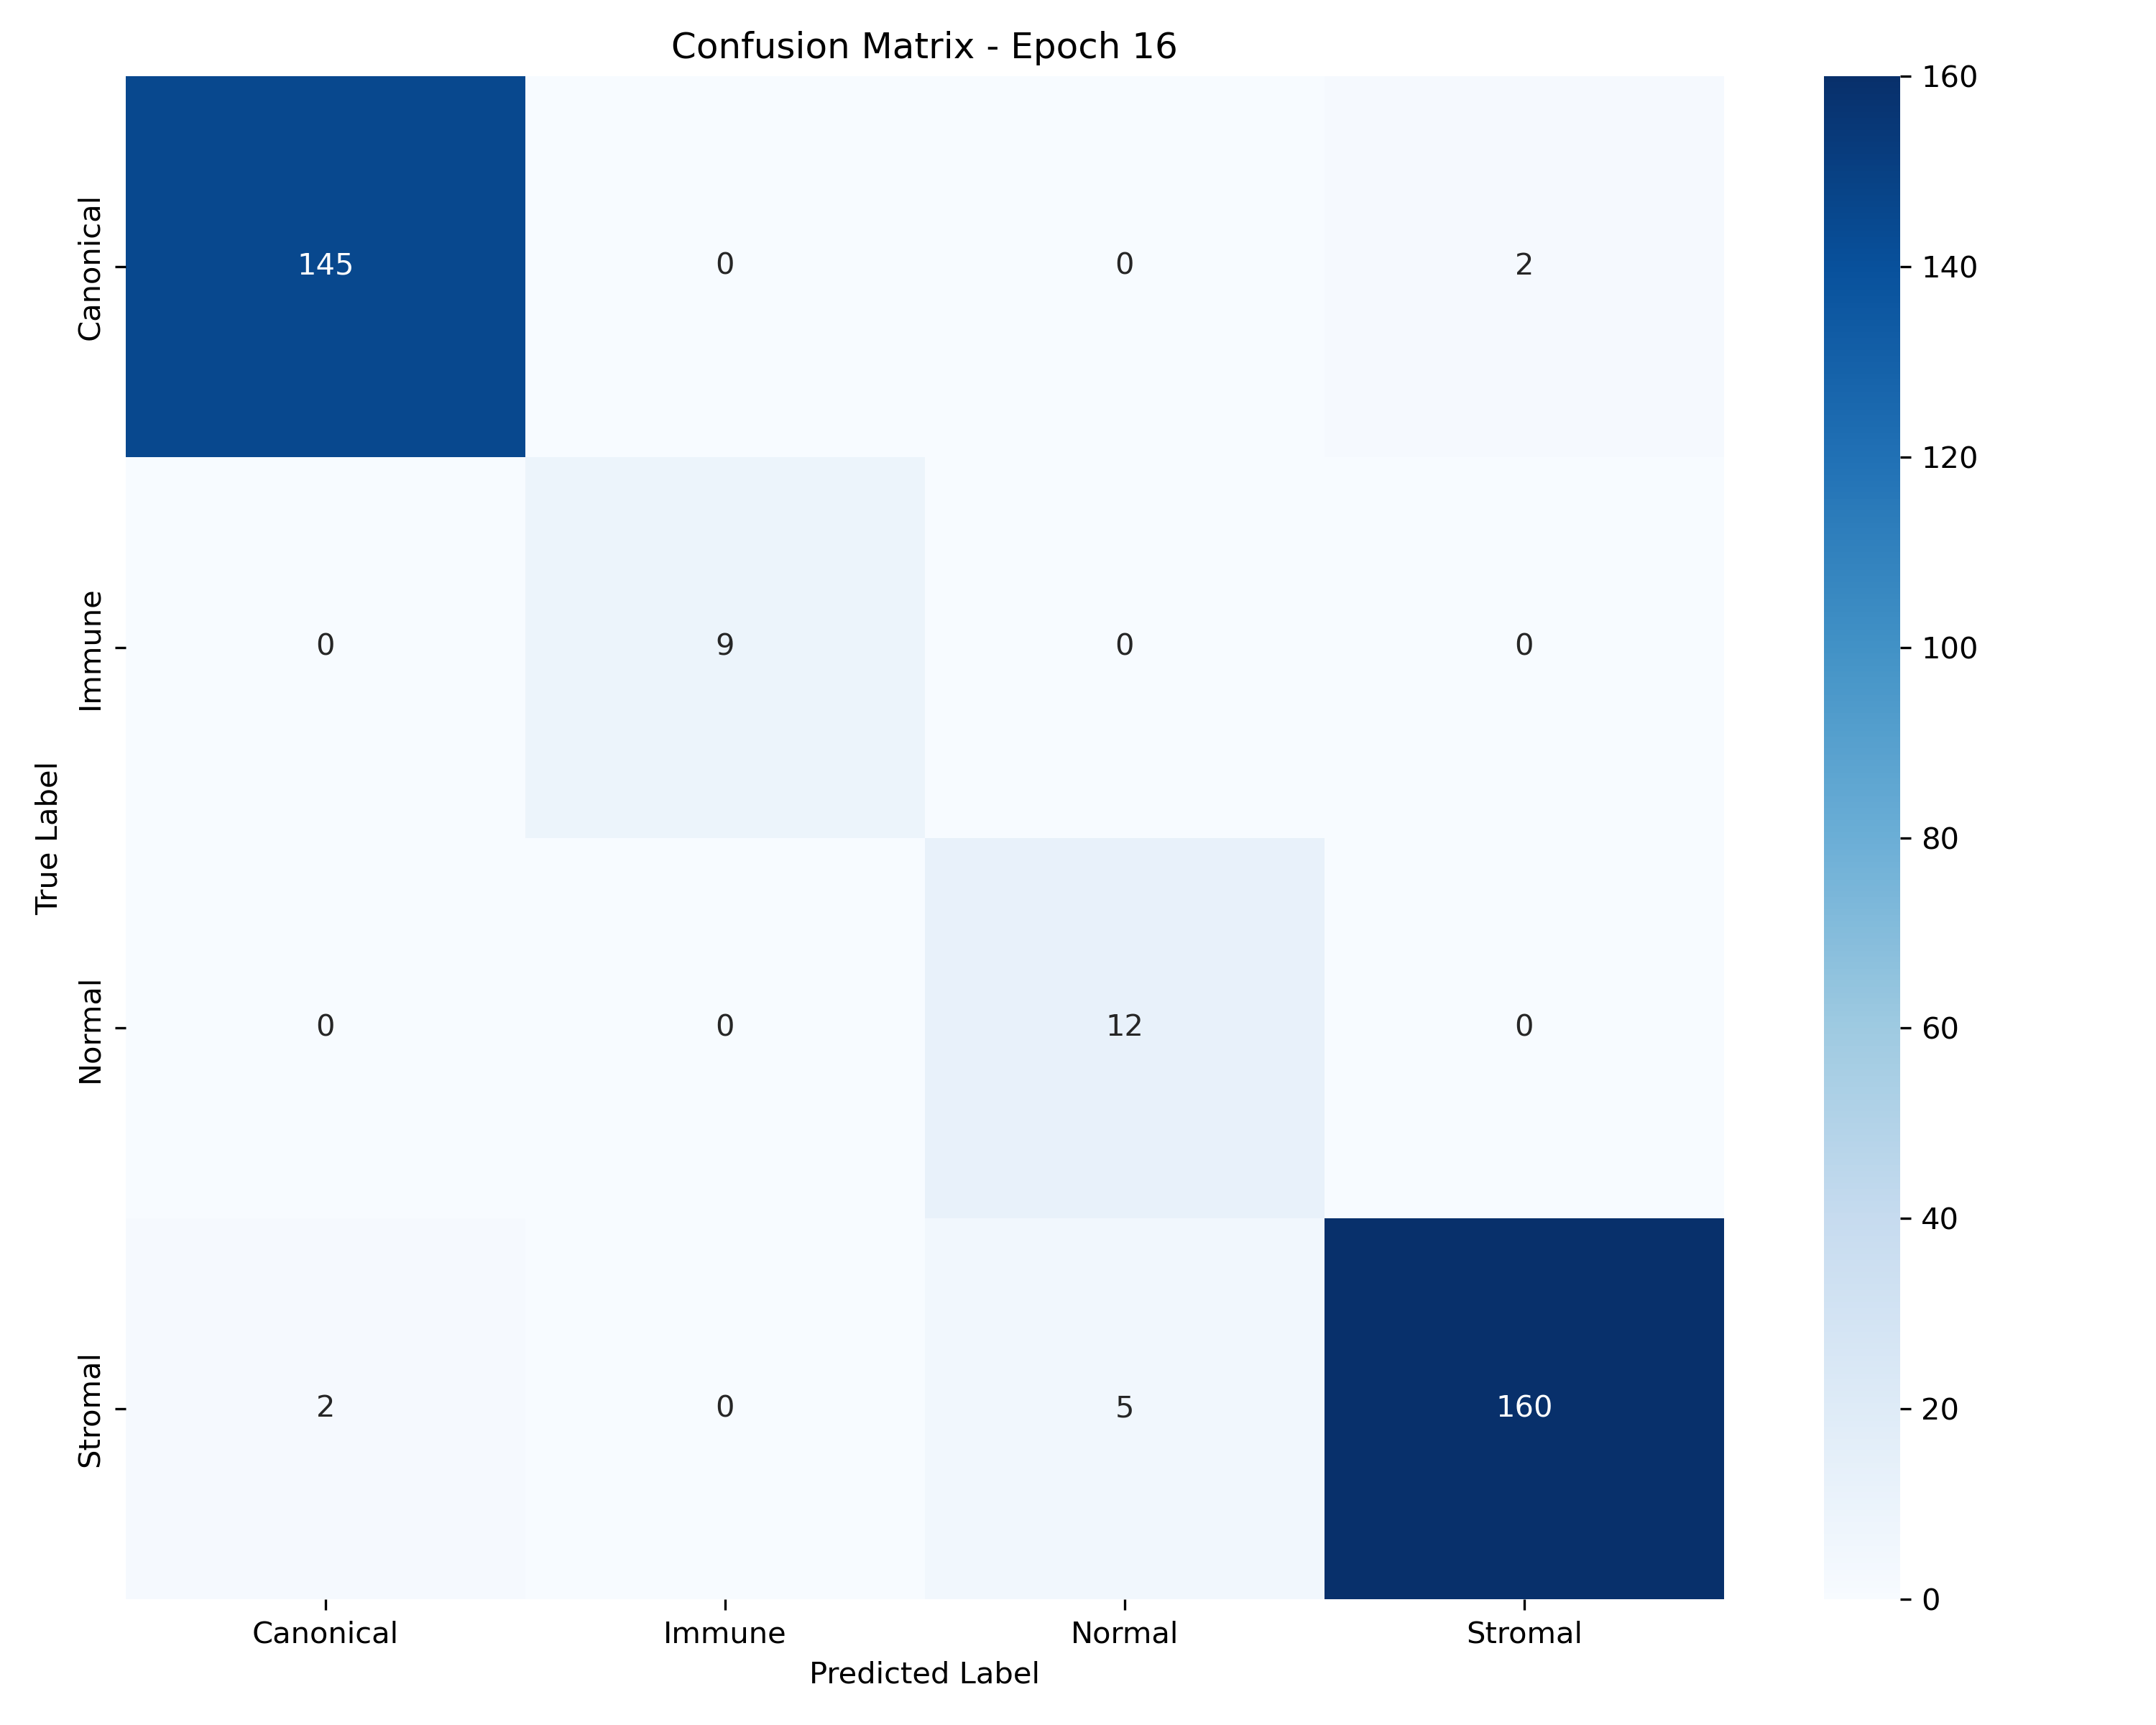 Confusion Matrix - Epoch 16
True Label
Canonical
145 0 0 2
Immune
0 9 0 0
Normal
0 0 12 0
Stromal
2 0 5 160
Canonical Immune Normal Stromal
Predicted Label
160
140
120
100
80
60
40
20
0